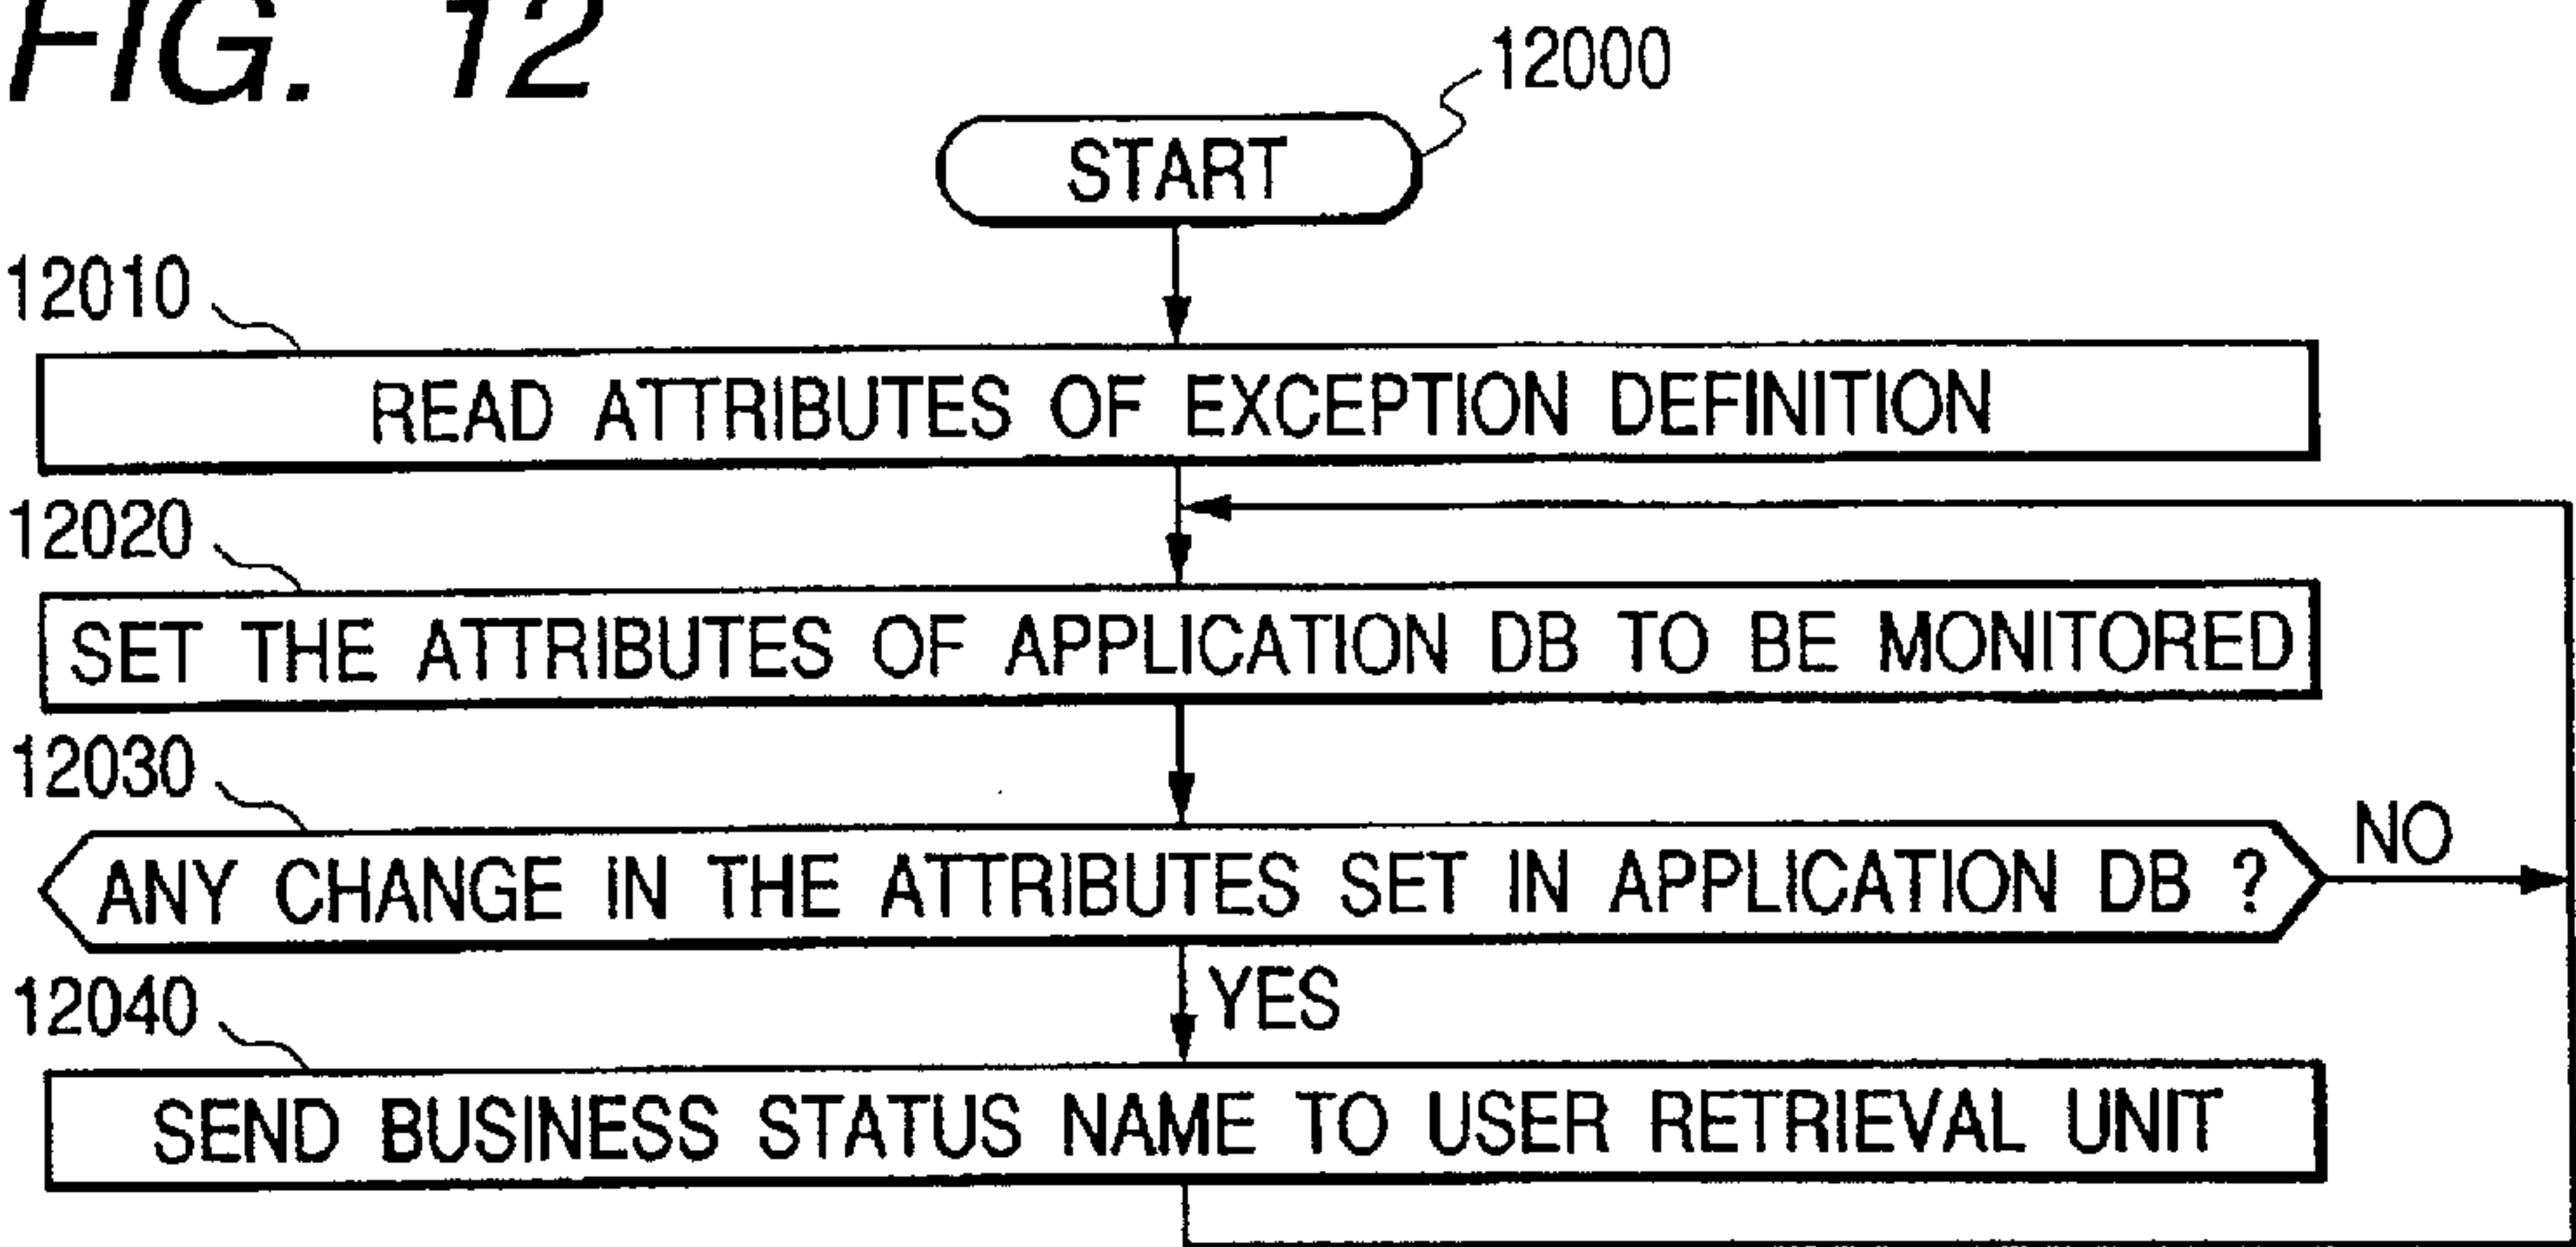 FIG. 12
12000
START
12010
READ ATTRIBUTES OF EXCEPTION DEFINITION
12020
SET THE ATTRIBUTES OF APPLICATION DB TO BE MONITORED
12030
ANY CHANGE IN THE ATTRIBUTES SET IN APPLICATION DB ?
NO
YES
12040
SEND BUSINESS STATUS NAME TO USER RETRIEVAL UNIT